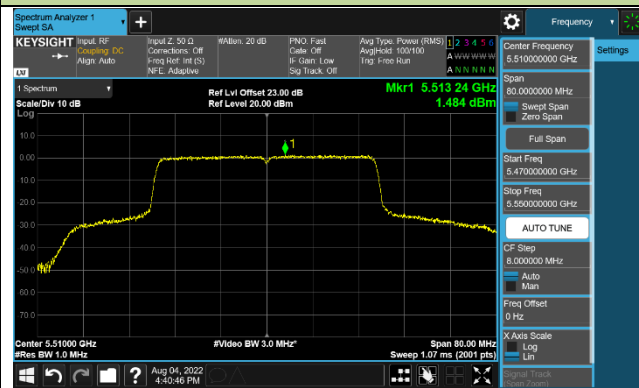 Spectrum Analyzer 1
Swept SA
+
Frequency
KEYSIGHT
Input: RF
Coupling: DC
Align: Auto
Input Z: 50 Ω
Corrections: Off
Freq Ref: Int (S)
NFE: Adaptive
#Atten: 20 dB
PNO: Fast
Gate: Off
IF Gain: Low
Sig Track: Off
Avg Type: Power (RMS)
Avg|Hold: 100/100
Trig: Free Run
1 2 3 4 5 6
A W W W W W
A N N N N N
LXI
1 Spectrum
Scale/Div 10 dB
Log
Ref Lvl Offset 23.00 dB
Ref Level 20.00 dBm
Mkr1 5.513 24 GHz
1.484 dBm
10.0
0.00
-10.0
-20.0
-30.0
-40.0
-50.0
-60.0
-70.0
1
Center 5.51000 GHz
#Res BW 1.0 MHz
#Video BW 3.0 MHz*
Span 80.00 MHz
Sweep 1.07 ms (2001 pts)
Center Frequency
5.510000000 GHz
Settings
Span
80.0000000 MHz
Swept Span
Zero Span
Full Span
Start Freq
5.470000000 GHz
Stop Freq
5.550000000 GHz
AUTO TUNE
CF Step
8.000000 MHz
Auto
Man
Freq Offset
0 Hz
X Axis Scale
Log
Lin
Signal Track
(Span Zoom)
?
Aug 04, 2022
4:40:46 PM